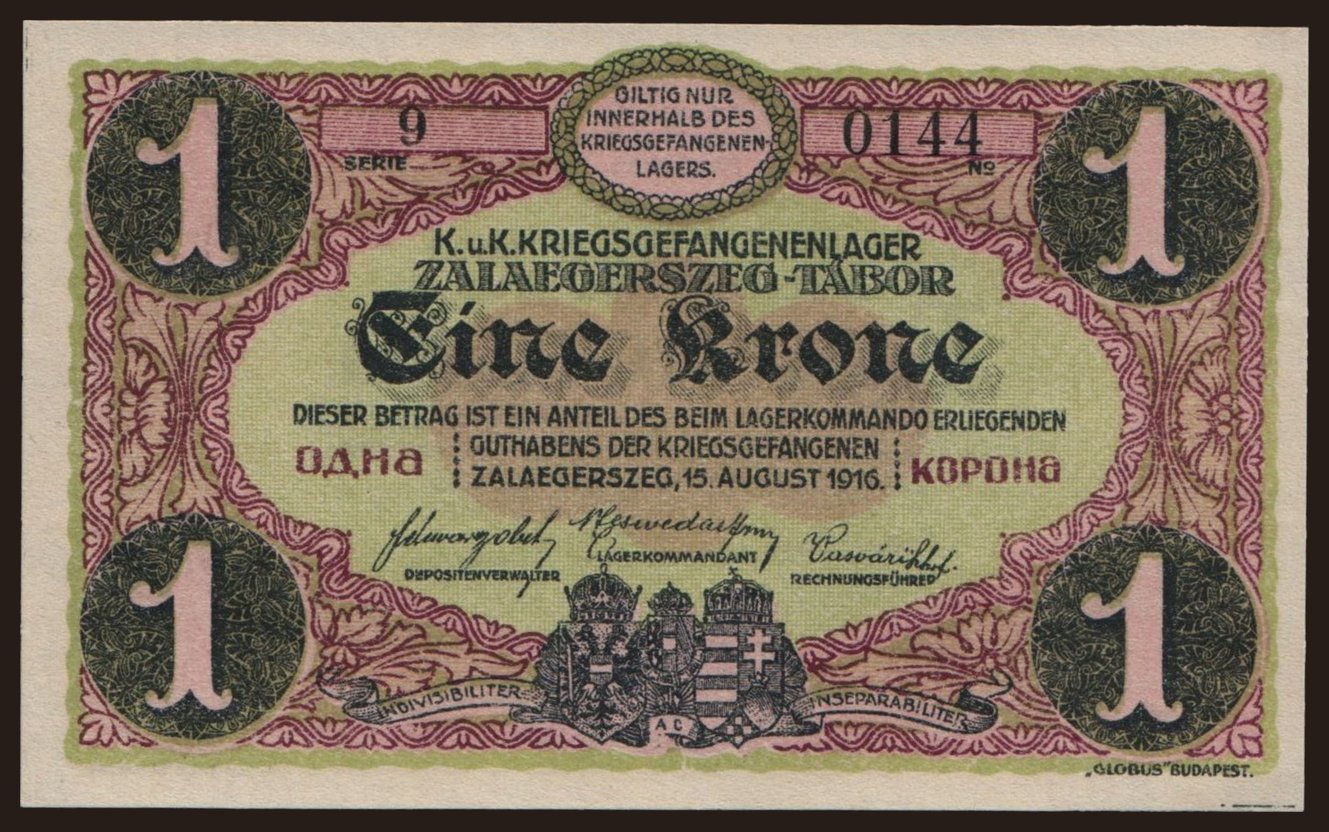 1
1
GILTIG NUR
INNERHALB DES
KRIEGSGEFANGENEN-
LAGERS.
9
SERIE
0144
No
K.u.K.KRIEGSGEFANGENENLAGER
ZALAEGERSZEG-TÁBOR
Eine Krone
DIESER BETRAG IST EIN ANTEIL DES BEIM LAGERKOMMANDO ERLIEGENDEN
GUTHABENS DER KRIEGSGEFANGENEN
ОДНА
КОРОНА
ZALAEGERSZEG, 15. AUGUST 1916.
DEPOSITENVERWALTER
LAGERKOMMANDANT
RECHNUNGSFÜHRER
1
1
INDIVISIBILITER
AC
INSEPARABILITER
„GLOBUS" BUDAPEST.